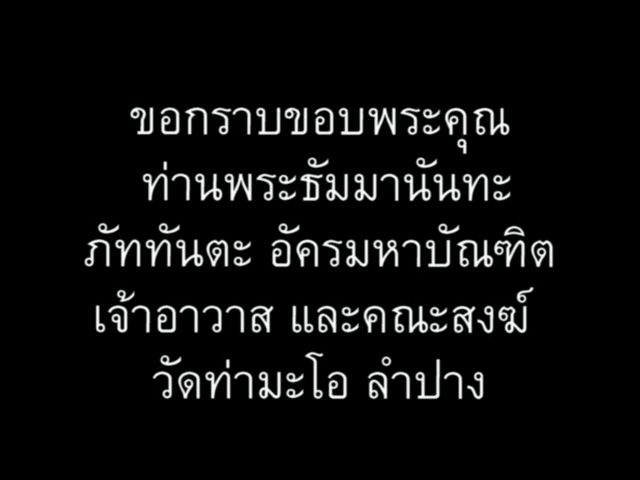 ขอกราบขอบพระคุณ
ท่านพระธัมมานันทะ
ภัททันตะ อัครมหาบัณฑิต
เจ้าอาวาส และคณะสงฆ์
วัดท่ามะโอ ลำปาง